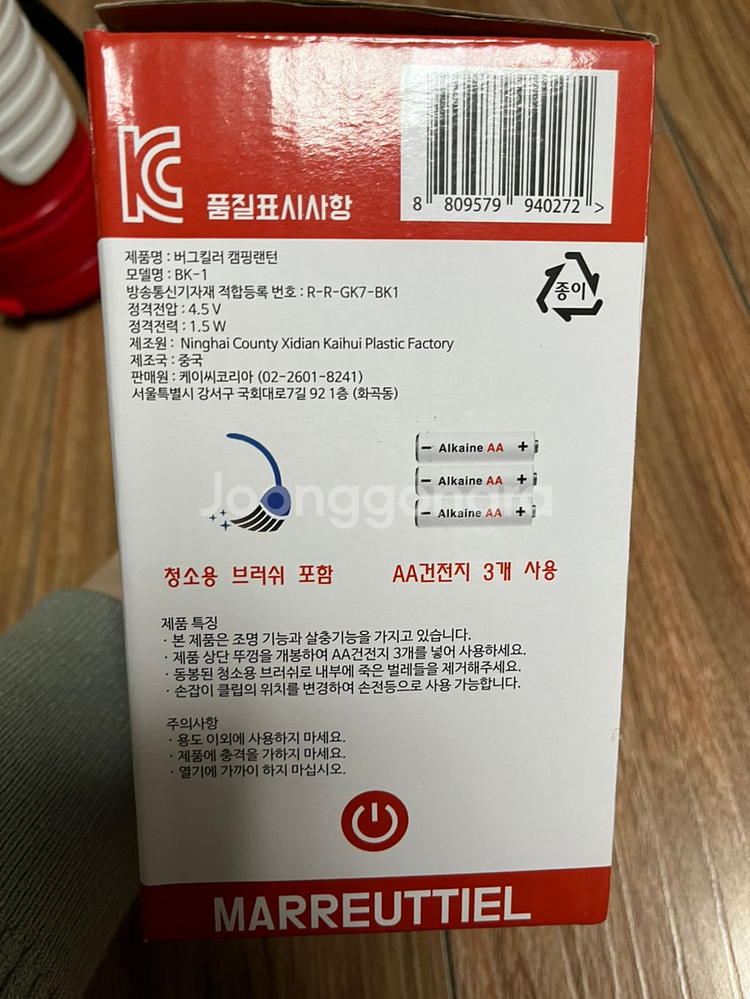 KC
품질표시사항
8 809579 940272 >
제품명 : 버그킬러 캠핑랜턴
모델명 : BK-1
방송통신기자재 적합등록 번호 : R-R-GK7-BK1
정격전압 : 4.5 V
정격전력 : 1.5 W
제조원 : Ninghai County Xidian Kaihui Plastic Factory
제조국 : 중국
판매원 : 케이씨코리아 (02-2601-8241)
서울특별시 강서구 국회대로7길 92 1층 (화곡동)
종이
− Alkaine AA +
− Alkaine AA +
− Alkaine AA +
Joonggonara
청소용 브러쉬 포함
AA건전지 3개 사용
제품 특징
· 본 제품은 조명 기능과 살충기능을 가지고 있습니다.
· 제품 상단 뚜껑을 개봉하여 AA건전지 3개를 넣어 사용하세요.
· 동봉된 청소용 브러쉬로 내부에 죽은 벌레들을 제거해주세요.
· 손잡이 클립의 위치를 변경하여 손전등으로 사용 가능합니다.
주의사항
· 용도 이외에 사용하지 마세요.
· 제품에 충격을 가하지 마세요.
· 열기에 가까이 하지 마십시오.
MARREUTTIEL